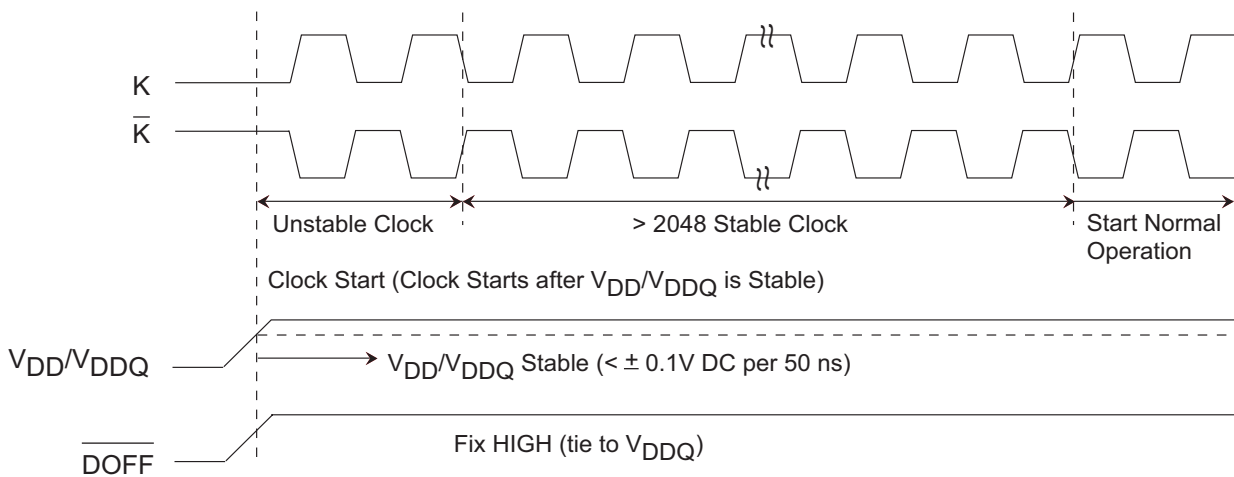 K
K̅
Unstable Clock
> 2048 Stable Clock
Start Normal
Operation
Clock Start (Clock Starts after VDD/VDDQ is Stable)
VDD/VDDQ
VDD/VDDQ Stable (< ± 0.1V DC per 50 ns)
Fix HIGH (tie to VDDQ)
D̅O̅F̅F̅